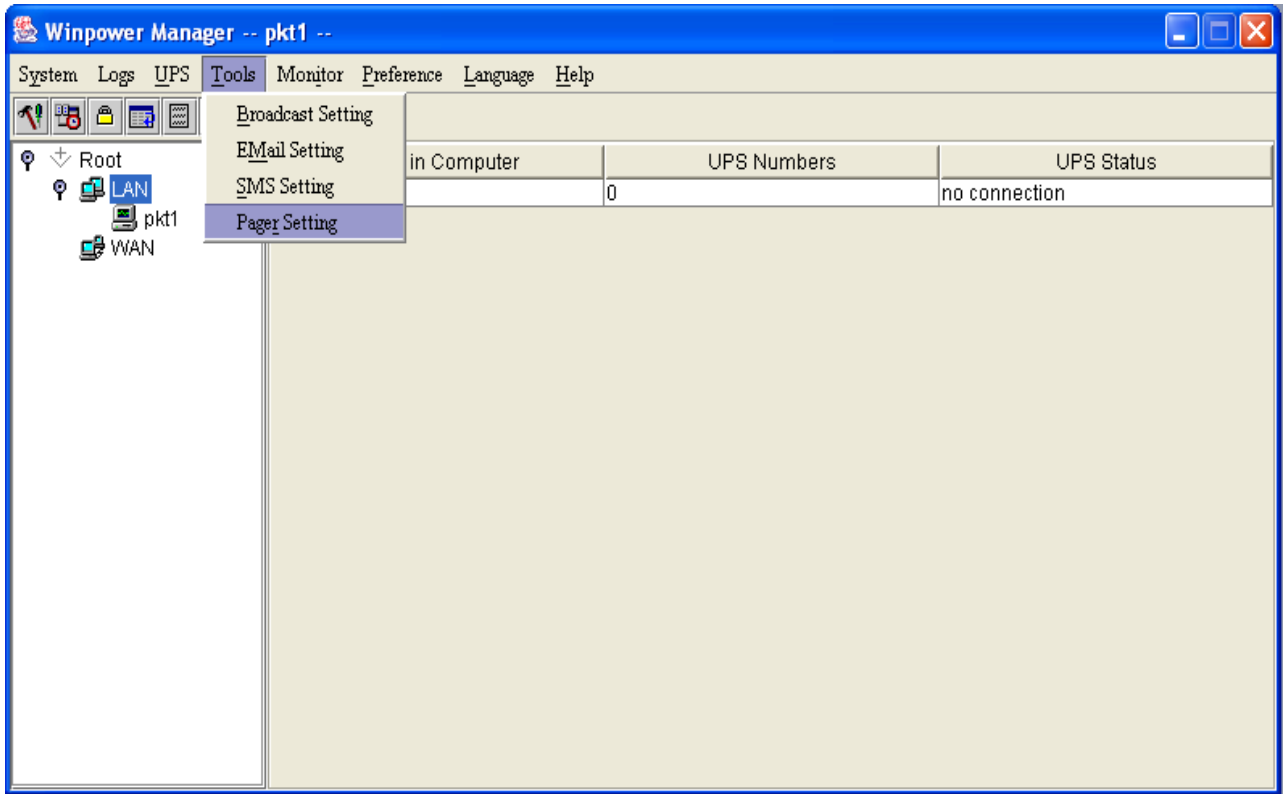 Winpower Manager -- pkt1 --
System Logs UPS Tools Monitor Preference Language Help
Broadcast Setting
EMail Setting
SMS Setting
Pager Setting
Root
LAN
pkt1
WAN
in Computer UPS Numbers UPS Status
0 no connection